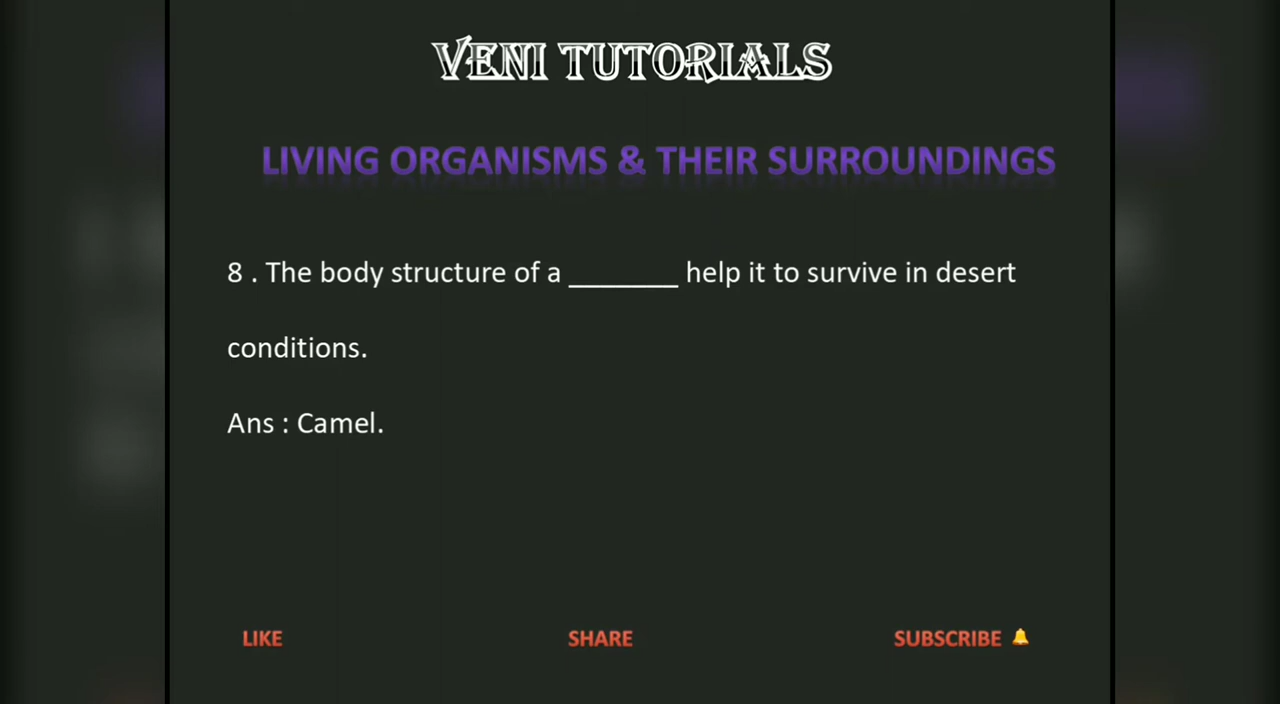 VENI TUTORIALS
LIVING ORGANISMS & THEIR SURROUNDINGS
8 . The body structure of a _______ help it to survive in desert
conditions.
Ans : Camel.
LIKE SHARE SUBSCRIBE 🔔